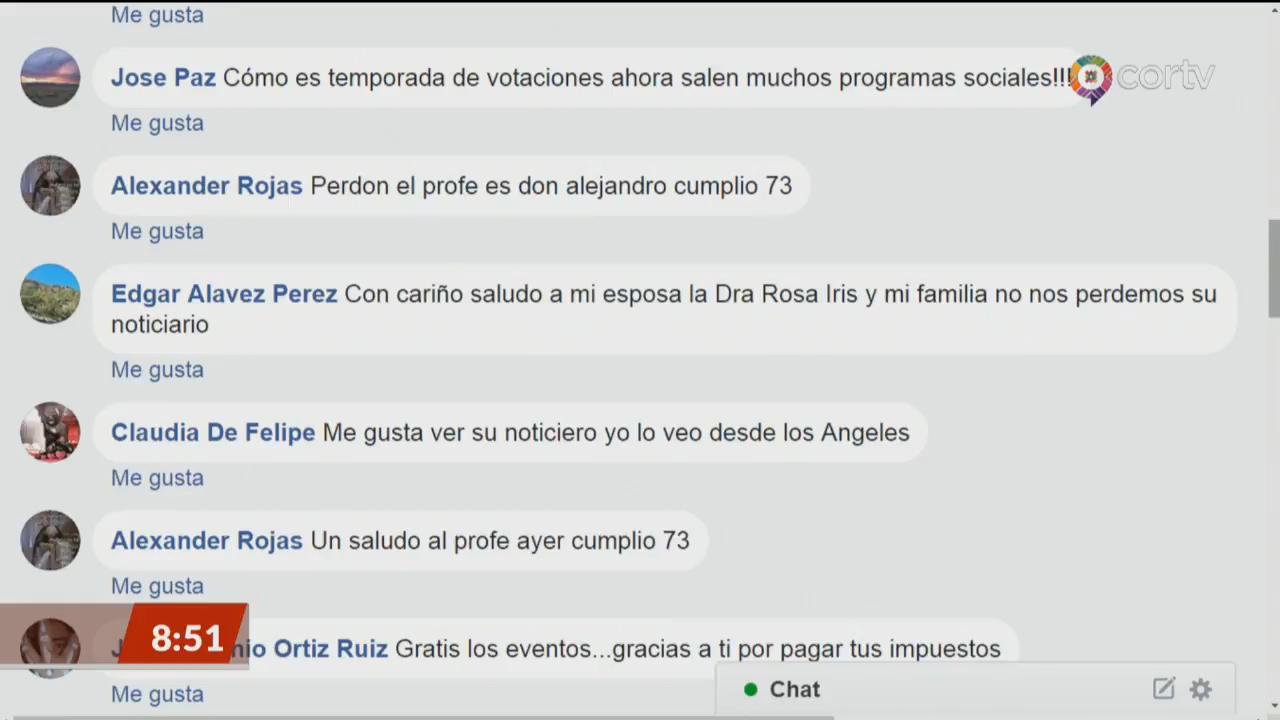 Me gusta
Jose Paz Cómo es temporada de votaciones ahora salen muchos programas sociales!!!
cortv
Me gusta
Alexander Rojas Perdon el profe es don alejandro cumplio 73
Me gusta
Edgar Alavez Perez Con cariño saludo a mi esposa la Dra Rosa Iris y mi familia no nos perdemos su
noticiario
Me gusta
Claudia De Felipe Me gusta ver su noticiero yo lo veo desde los Angeles
Me gusta
Alexander Rojas Un saludo al profe ayer cumplio 73
Me gusta
8:51
Ortiz Ruiz Gratis los eventos...gracias a ti por pagar tus impuestos
Me gusta
Chat